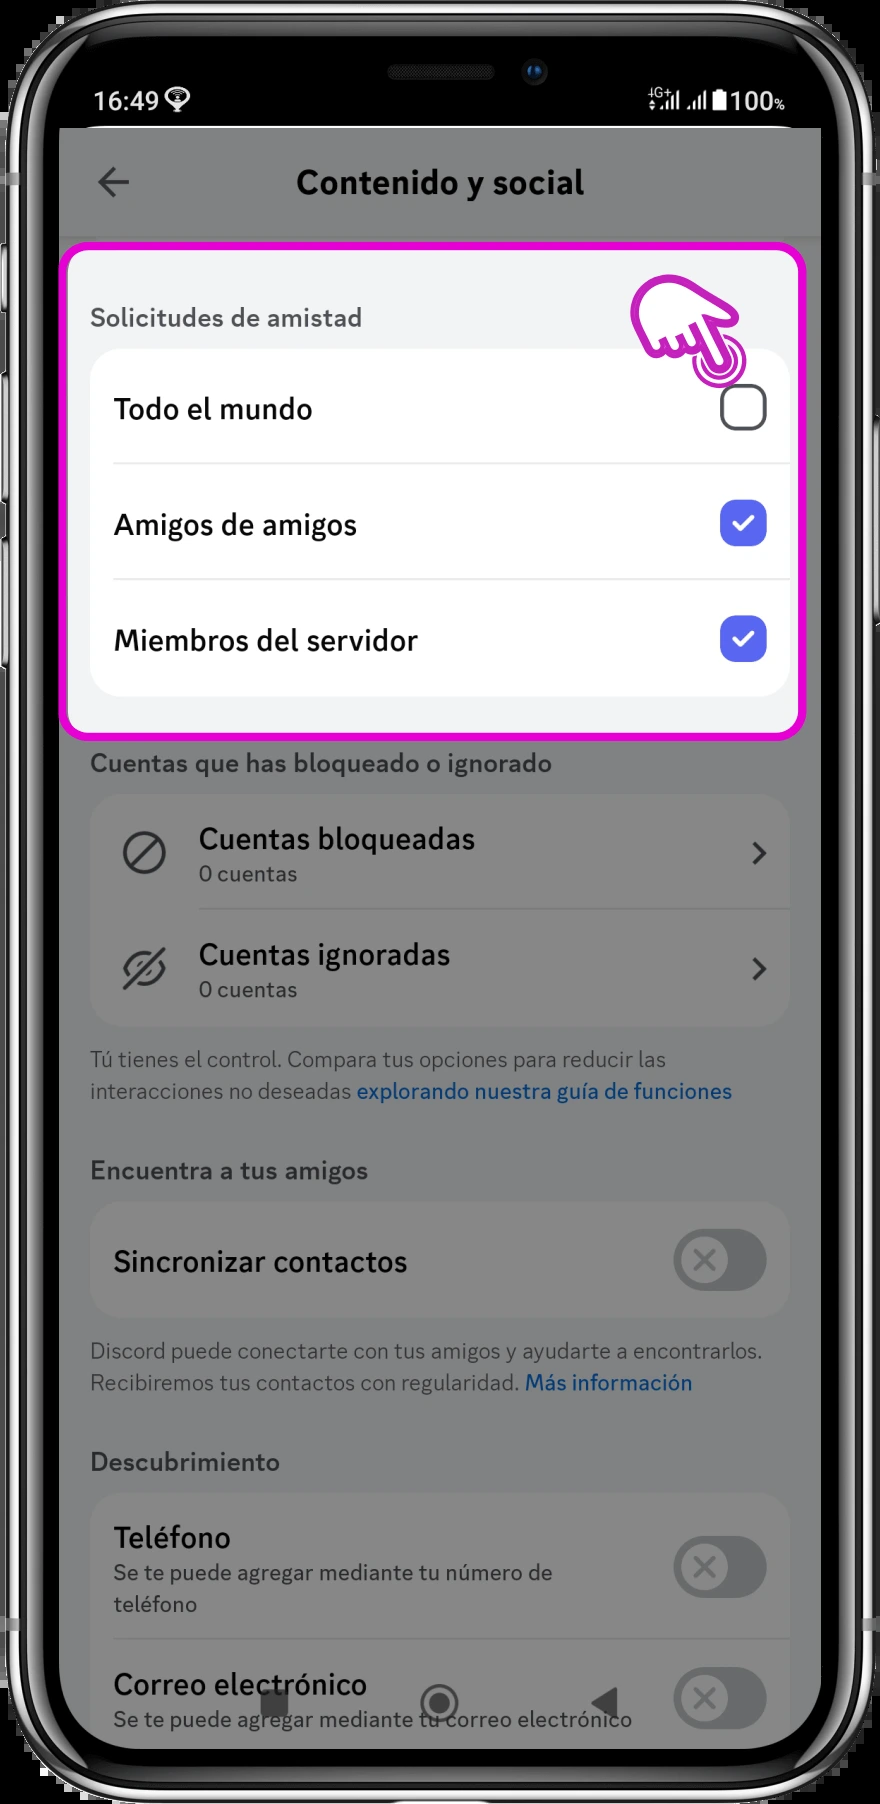 16:49
4G+ 100%
Contenido y social
Solicitudes de amistad
Todo el mundo
Amigos de amigos
Miembros del servidor
Cuentas que has bloqueado o ignorado
Cuentas bloqueadas
0 cuentas
Cuentas ignoradas
0 cuentas
Tú tienes el control. Compara tus opciones para reducir las
interacciones no deseadas explorando nuestra guía de funciones
Encuentra a tus amigos
Sincronizar contactos
Discord puede conectarte con tus amigos y ayudarte a encontrarlos.
Recibiremos tus contactos con regularidad. Más información
Descubrimiento
Teléfono
Se te puede agregar mediante tu número de
teléfono
Correo electrónico
Se te puede agregar mediante tu correo electrónico